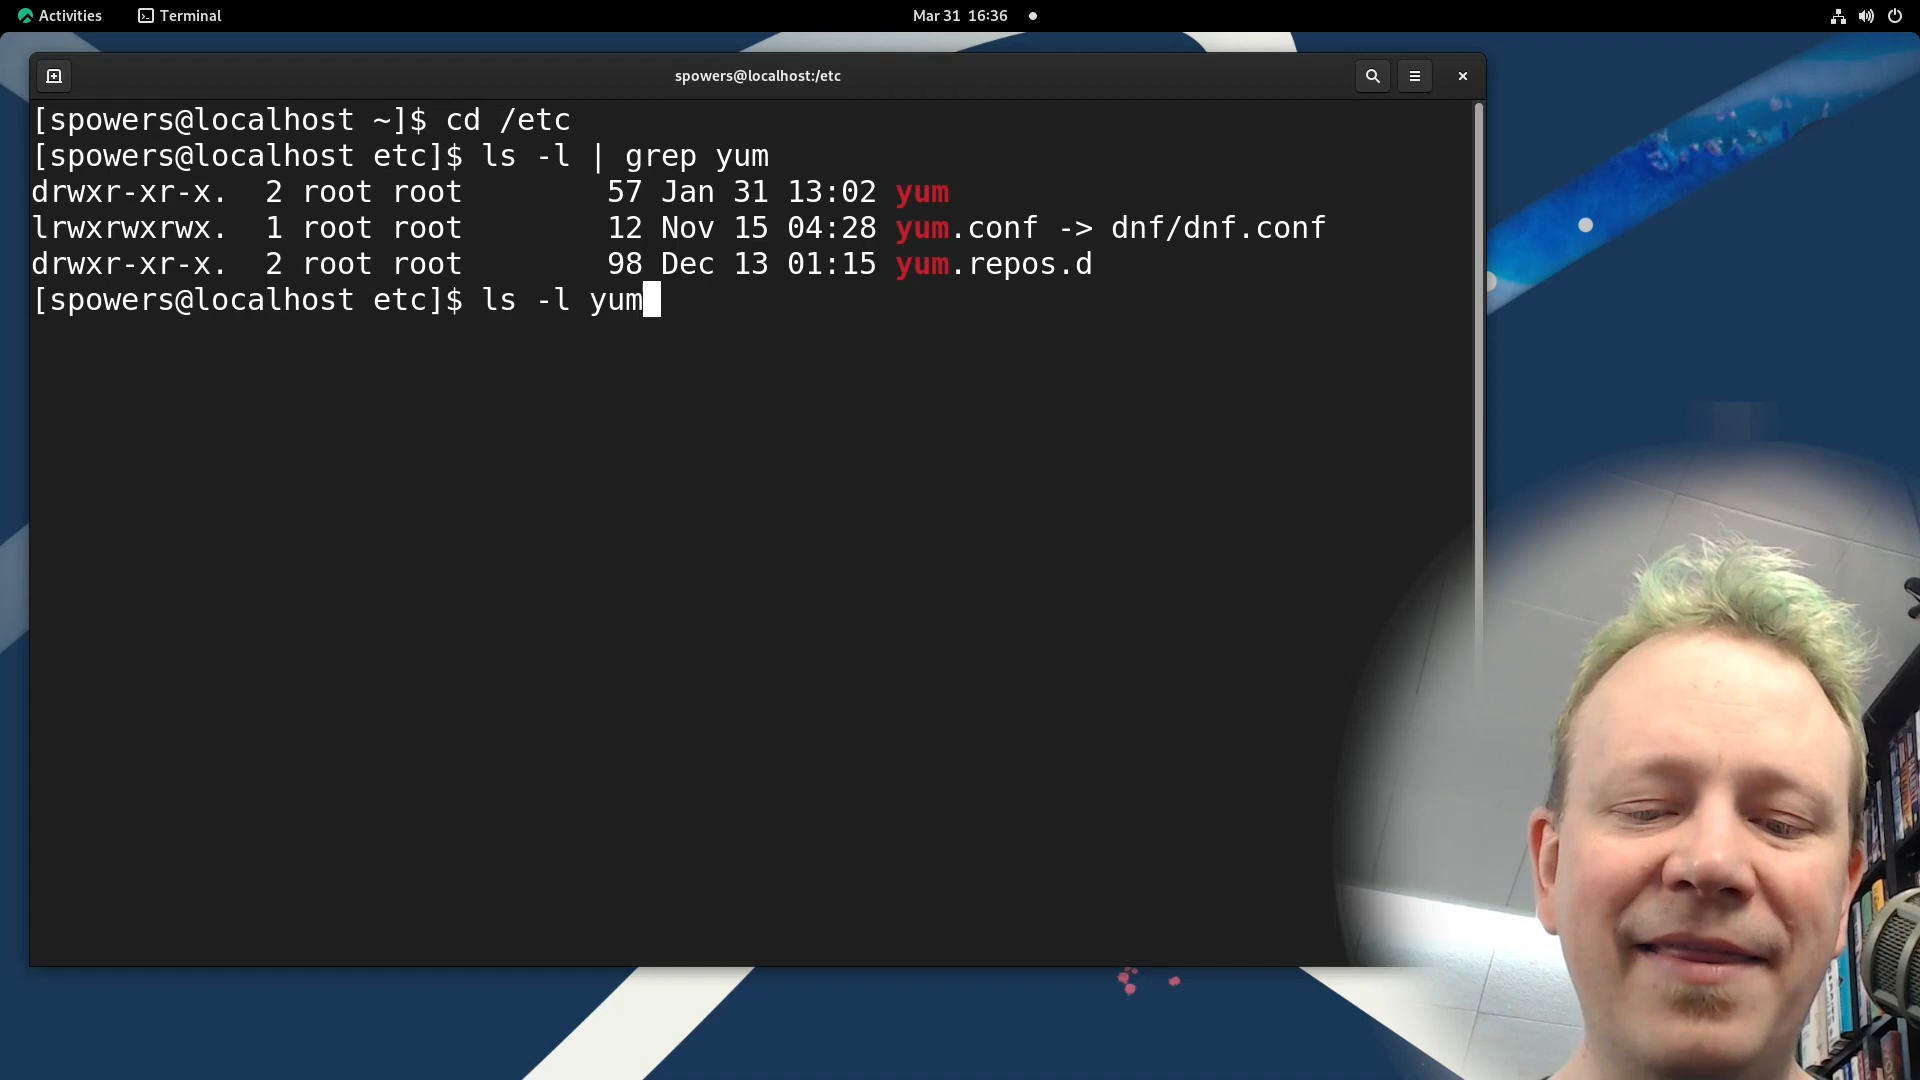 Activities Terminal Mar 31 16:36
spowers@localhost:/etc
[spowers@localhost ~]$ cd /etc
[spowers@localhost etc]$ ls -l | grep yum
drwxr-xr-x.  2 root root        57 Jan 31 13:02 yum
lrwxrwxrwx.  1 root root        12 Nov 15 04:28 yum.conf -> dnf/dnf.conf
drwxr-xr-x.  2 root root        98 Dec 13 01:15 yum.repos.d
[spowers@localhost etc]$ ls -l yum